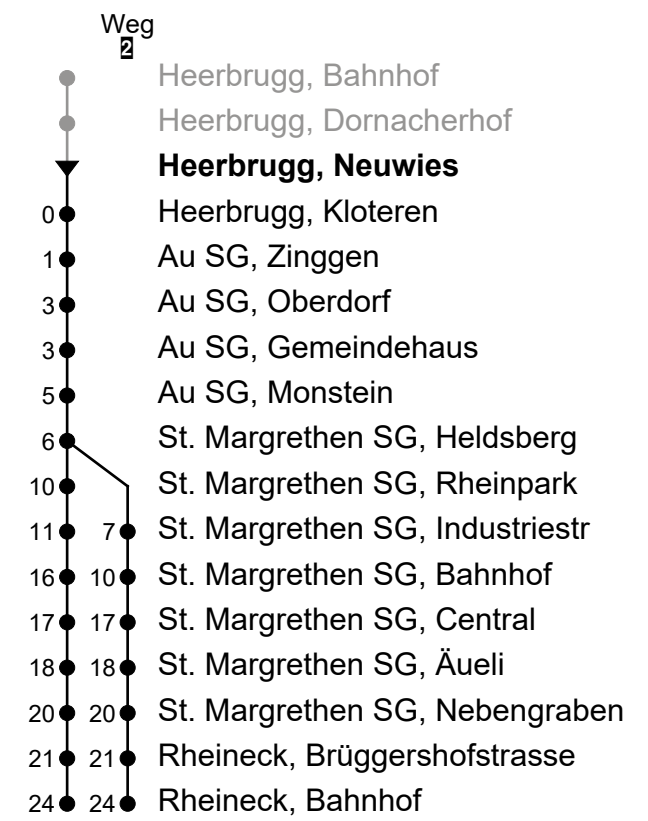 Weg
2
Heerbrugg, Bahnhof
Heerbrugg, Dornacherhof
Heerbrugg, Neuwies
0 Heerbrugg, Kloteren
1 Au SG, Zinggen
3 Au SG, Oberdorf
3 Au SG, Gemeindehaus
5 Au SG, Monstein
6 St. Margrethen SG, Heldsberg
10 St. Margrethen SG, Rheinpark
11 7 St. Margrethen SG, Industriestr
16 10 St. Margrethen SG, Bahnhof
17 17 St. Margrethen SG, Central
18 18 St. Margrethen SG, Äueli
20 20 St. Margrethen SG, Nebengraben
21 21 Rheineck, Brüggershofstrasse
24 24 Rheineck, Bahnhof